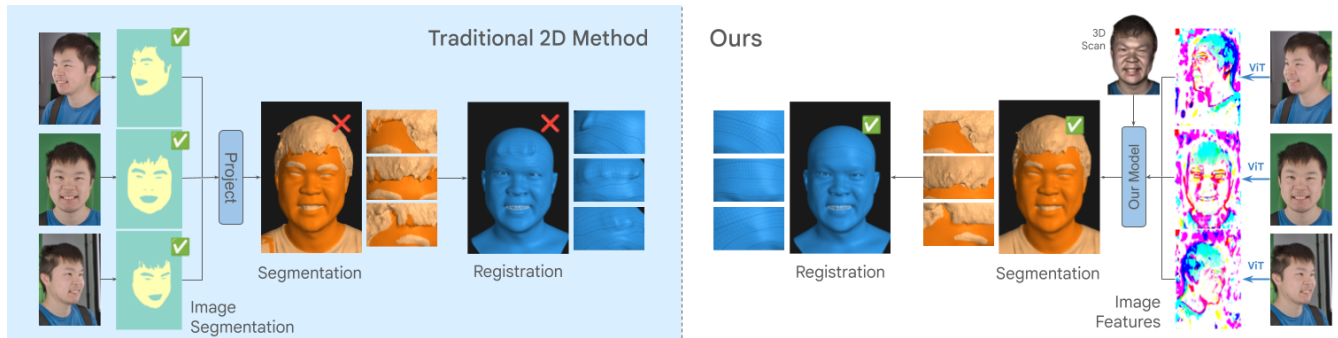 Traditional 2D Method
Project
Segmentation
Registration
Image
Segmentation
Ours
3D
Scan
ViT
ViT
ViT
Our Model
Registration
Segmentation
Image
Features